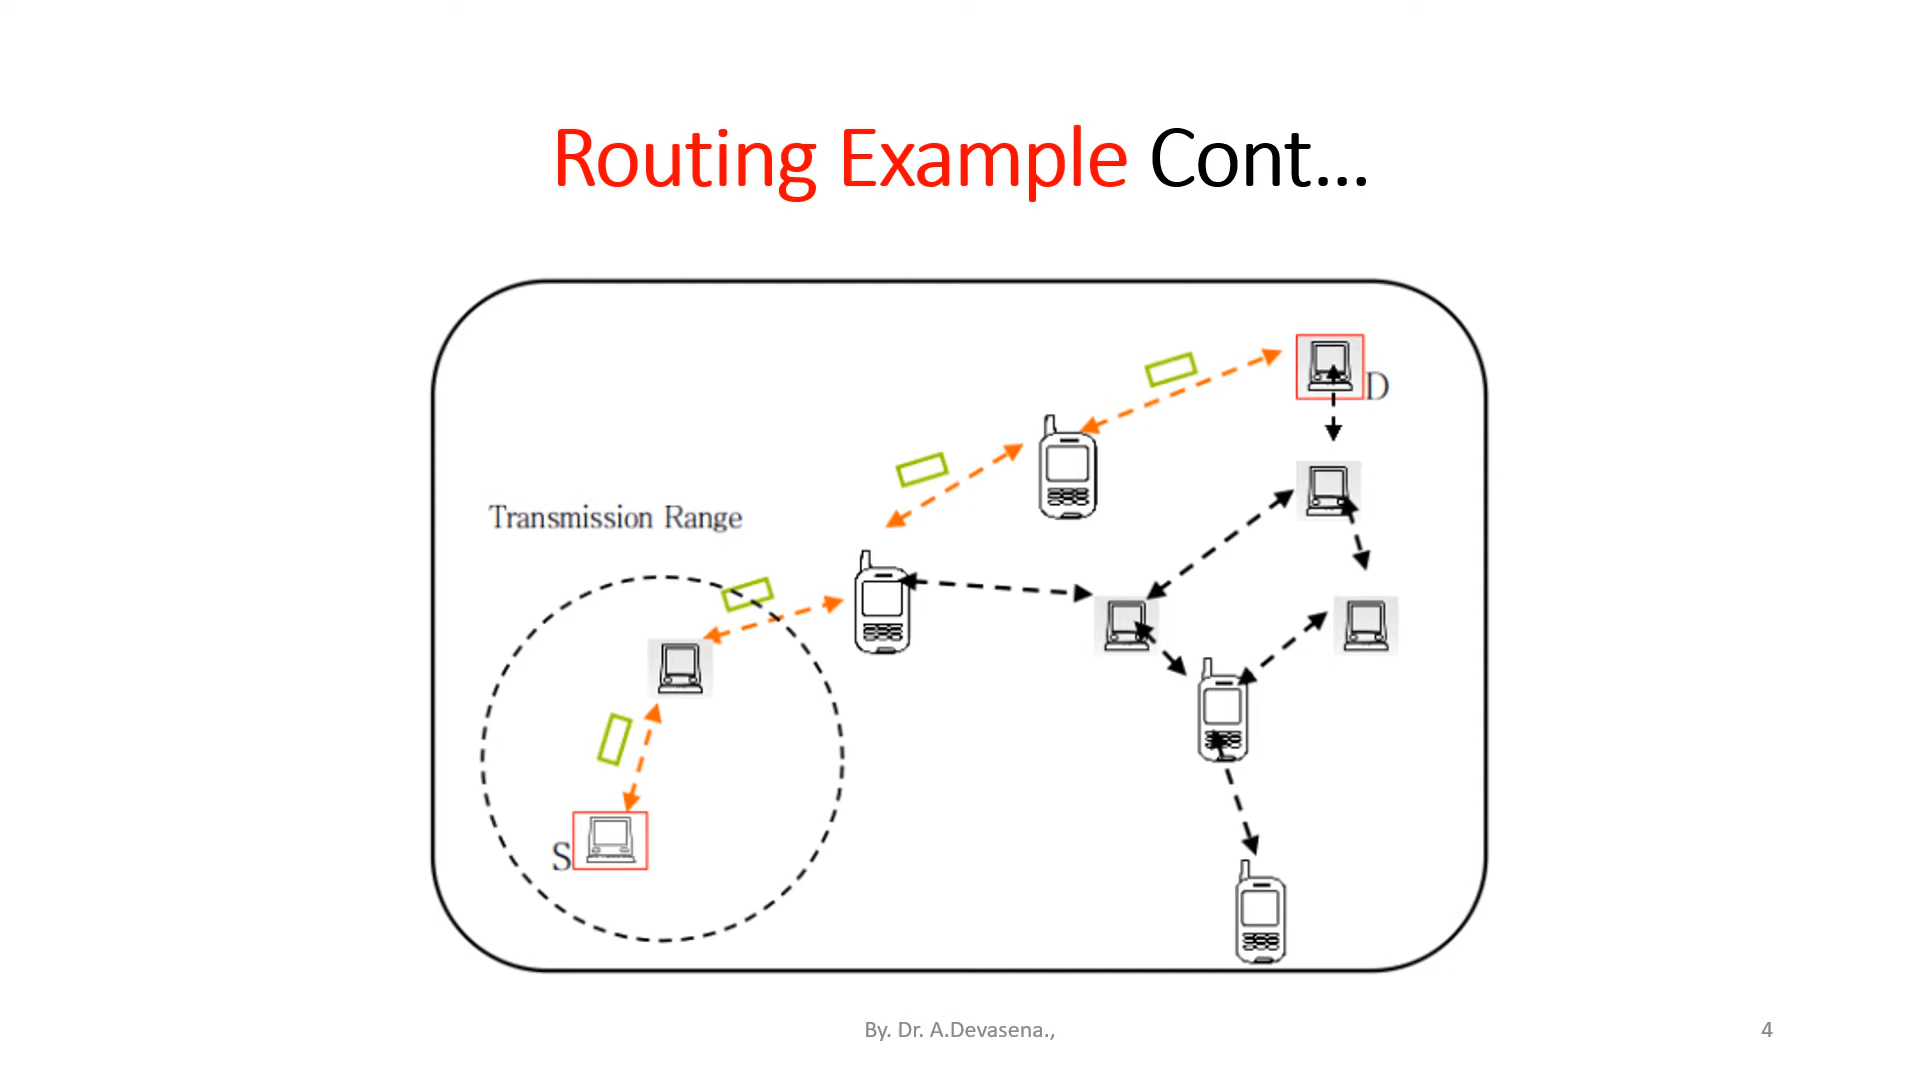 Routing Example Cont...
D
Transmission Range
S
By. Dr. A.Devasena.,
4